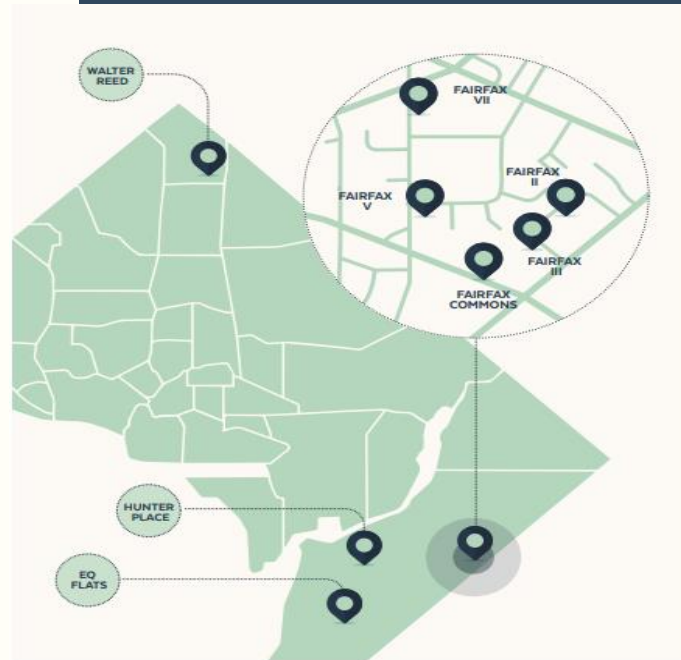 WALTER
REED
FAIRFAX
VII
FAIRFAX
II
FAIRFAX
V
FAIRFAX
III
FAIRFAX
COMMONS
HUNTER
PLACE
EQ
FLATS